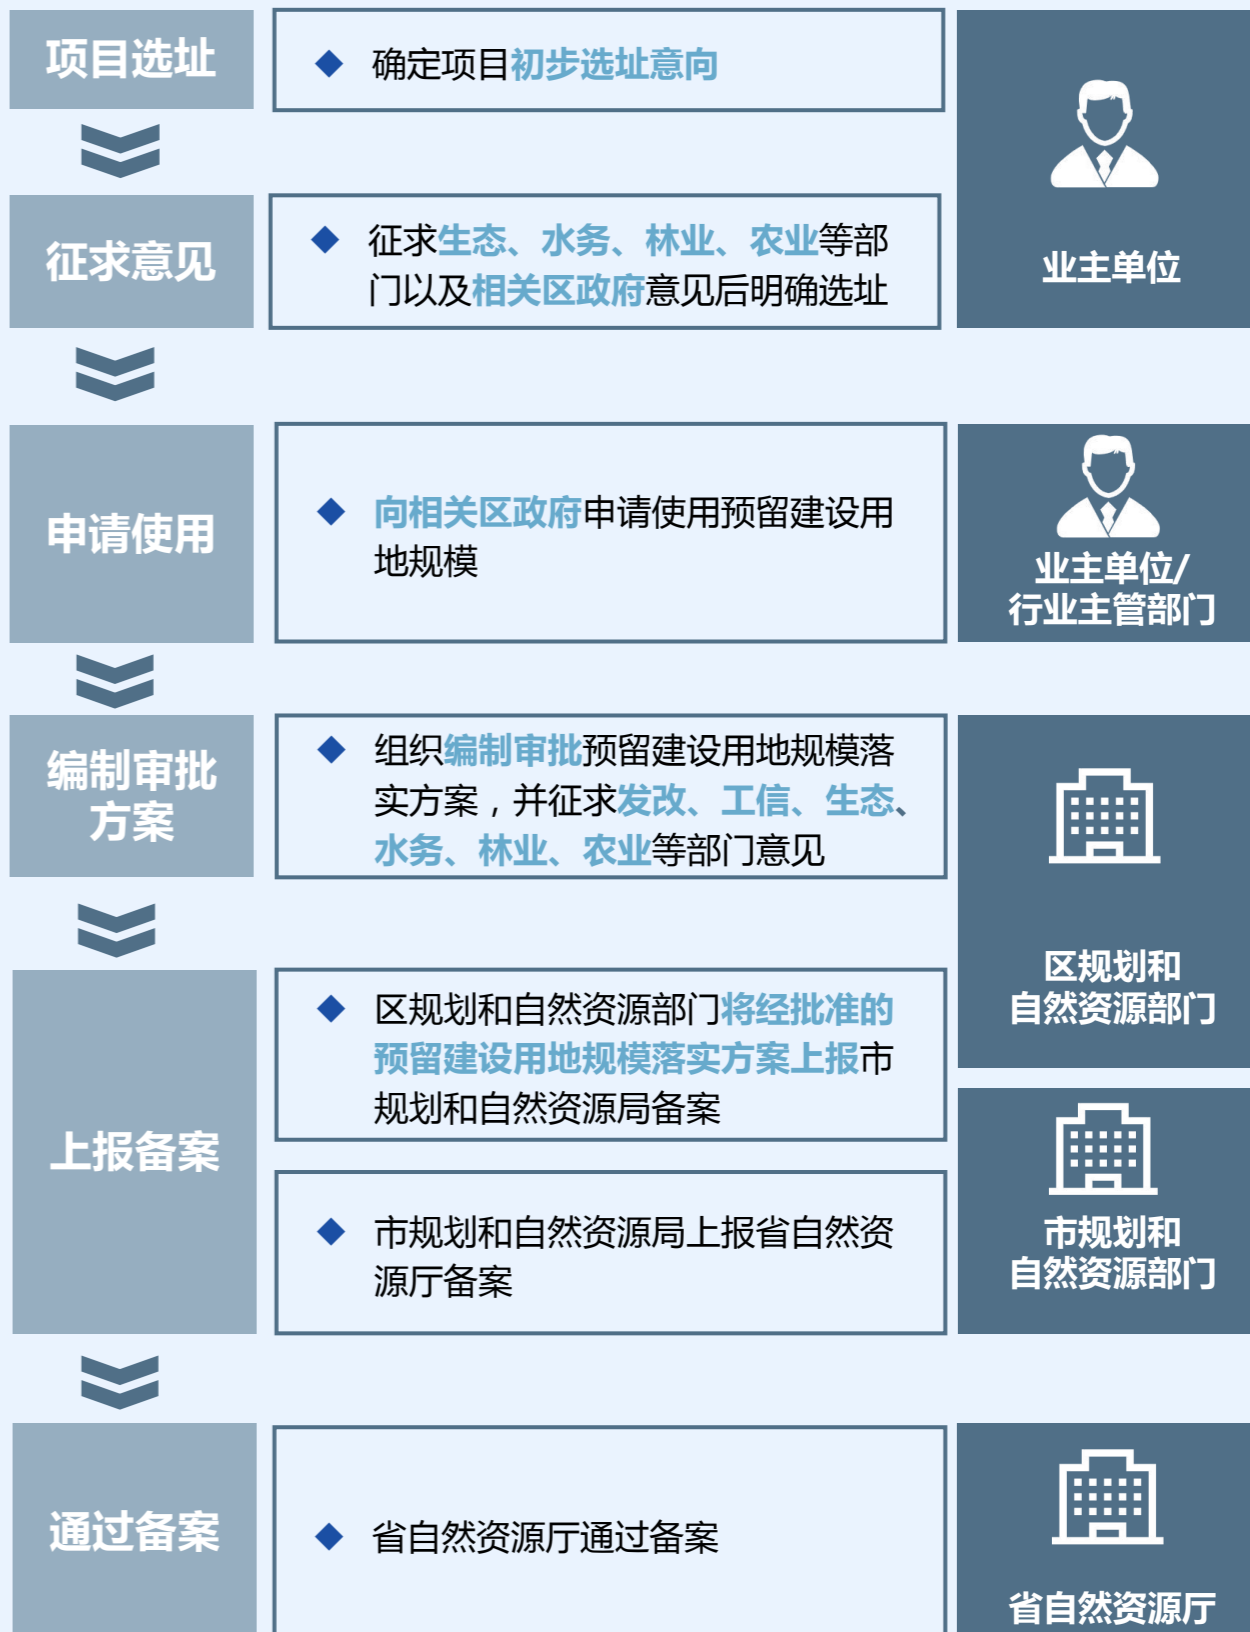 项目选址
◆ 确定项目初步选址意向
征求意见
◆ 征求生态、水务、林业、农业等部
门以及相关区政府意见后明确选址
业主单位
申请使用
◆ 向相关区政府申请使用预留建设用
地规模
业主单位/
行业主管部门
编制审批
方案
◆ 组织编制审批预留建设用地规模落
实方案，并征求发改、工信、生态、
水务、林业、农业等部门意见
区规划和
自然资源部门
上报备案
◆ 区规划和自然资源部门将经批准的
预留建设用地规模落实方案上报市
规划和自然资源局备案
◆ 市规划和自然资源局上报省自然资
源厅备案
市规划和
自然资源部门
通过备案
◆ 省自然资源厅通过备案
省自然资源厅